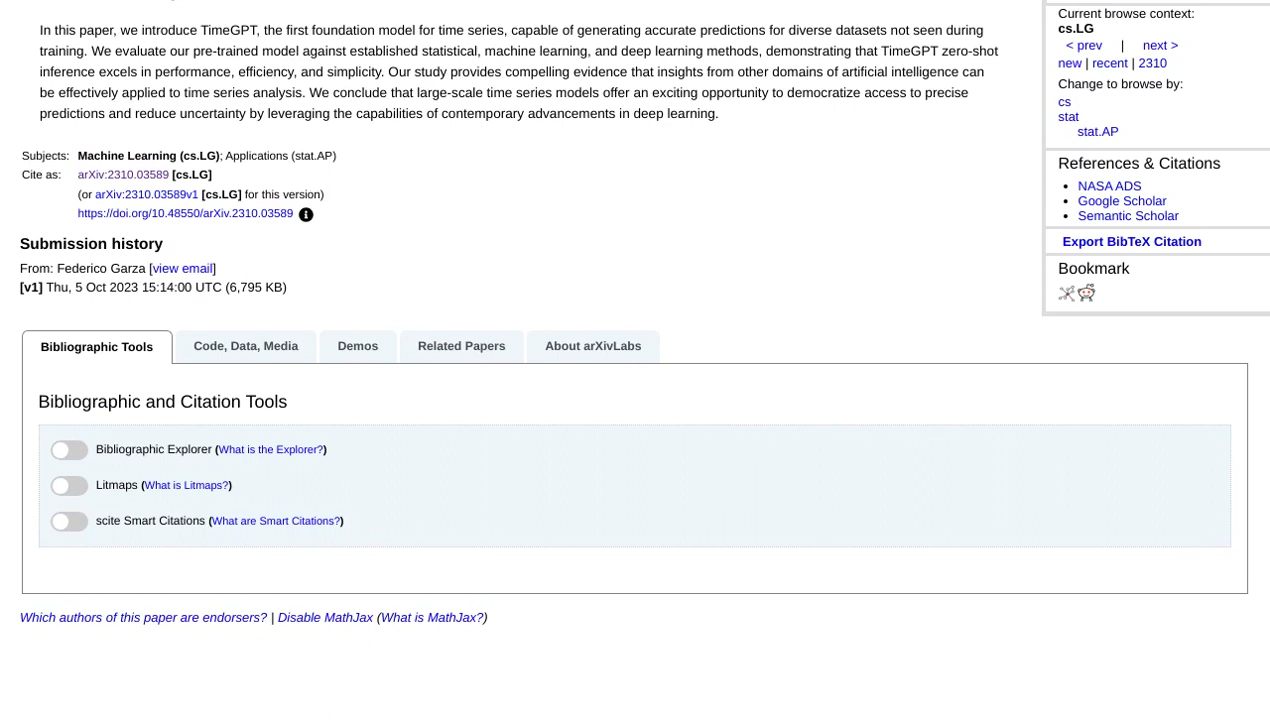 In this paper, we introduce TimeGPT, the first foundation model for time series, capable of generating accurate predictions for diverse datasets not seen during
training. We evaluate our pre-trained model against established statistical, machine learning, and deep learning methods, demonstrating that TimeGPT zero-shot
inference excels in performance, efficiency, and simplicity. Our study provides compelling evidence that insights from other domains of artificial intelligence can
be effectively applied to time series analysis. We conclude that large-scale time series models offer an exciting opportunity to democratize access to precise
predictions and reduce uncertainty by leveraging the capabilities of contemporary advancements in deep learning.
Subjects: Machine Learning (cs.LG); Applications (stat.AP)
Cite as: arXiv:2310.03589 [cs.LG]
(or arXiv:2310.03589v1 [cs.LG] for this version)
https://doi.org/10.48550/arXiv.2310.03589
Submission history
From: Federico Garza [view email]
[v1] Thu, 5 Oct 2023 15:14:00 UTC (6,795 KB)
Current browse context:
cs.LG
< prev | next >
new | recent | 2310
Change to browse by:
cs
stat
stat.AP
References & Citations
NASA ADS
Google Scholar
Semantic Scholar
Export BibTeX Citation
Bookmark
Bibliographic Tools Code, Data, Media Demos Related Papers About arXivLabs
Bibliographic and Citation Tools
Bibliographic Explorer (What is the Explorer?)
Litmaps (What is Litmaps?)
scite Smart Citations (What are Smart Citations?)
Which authors of this paper are endorsers? | Disable MathJax (What is MathJax?)